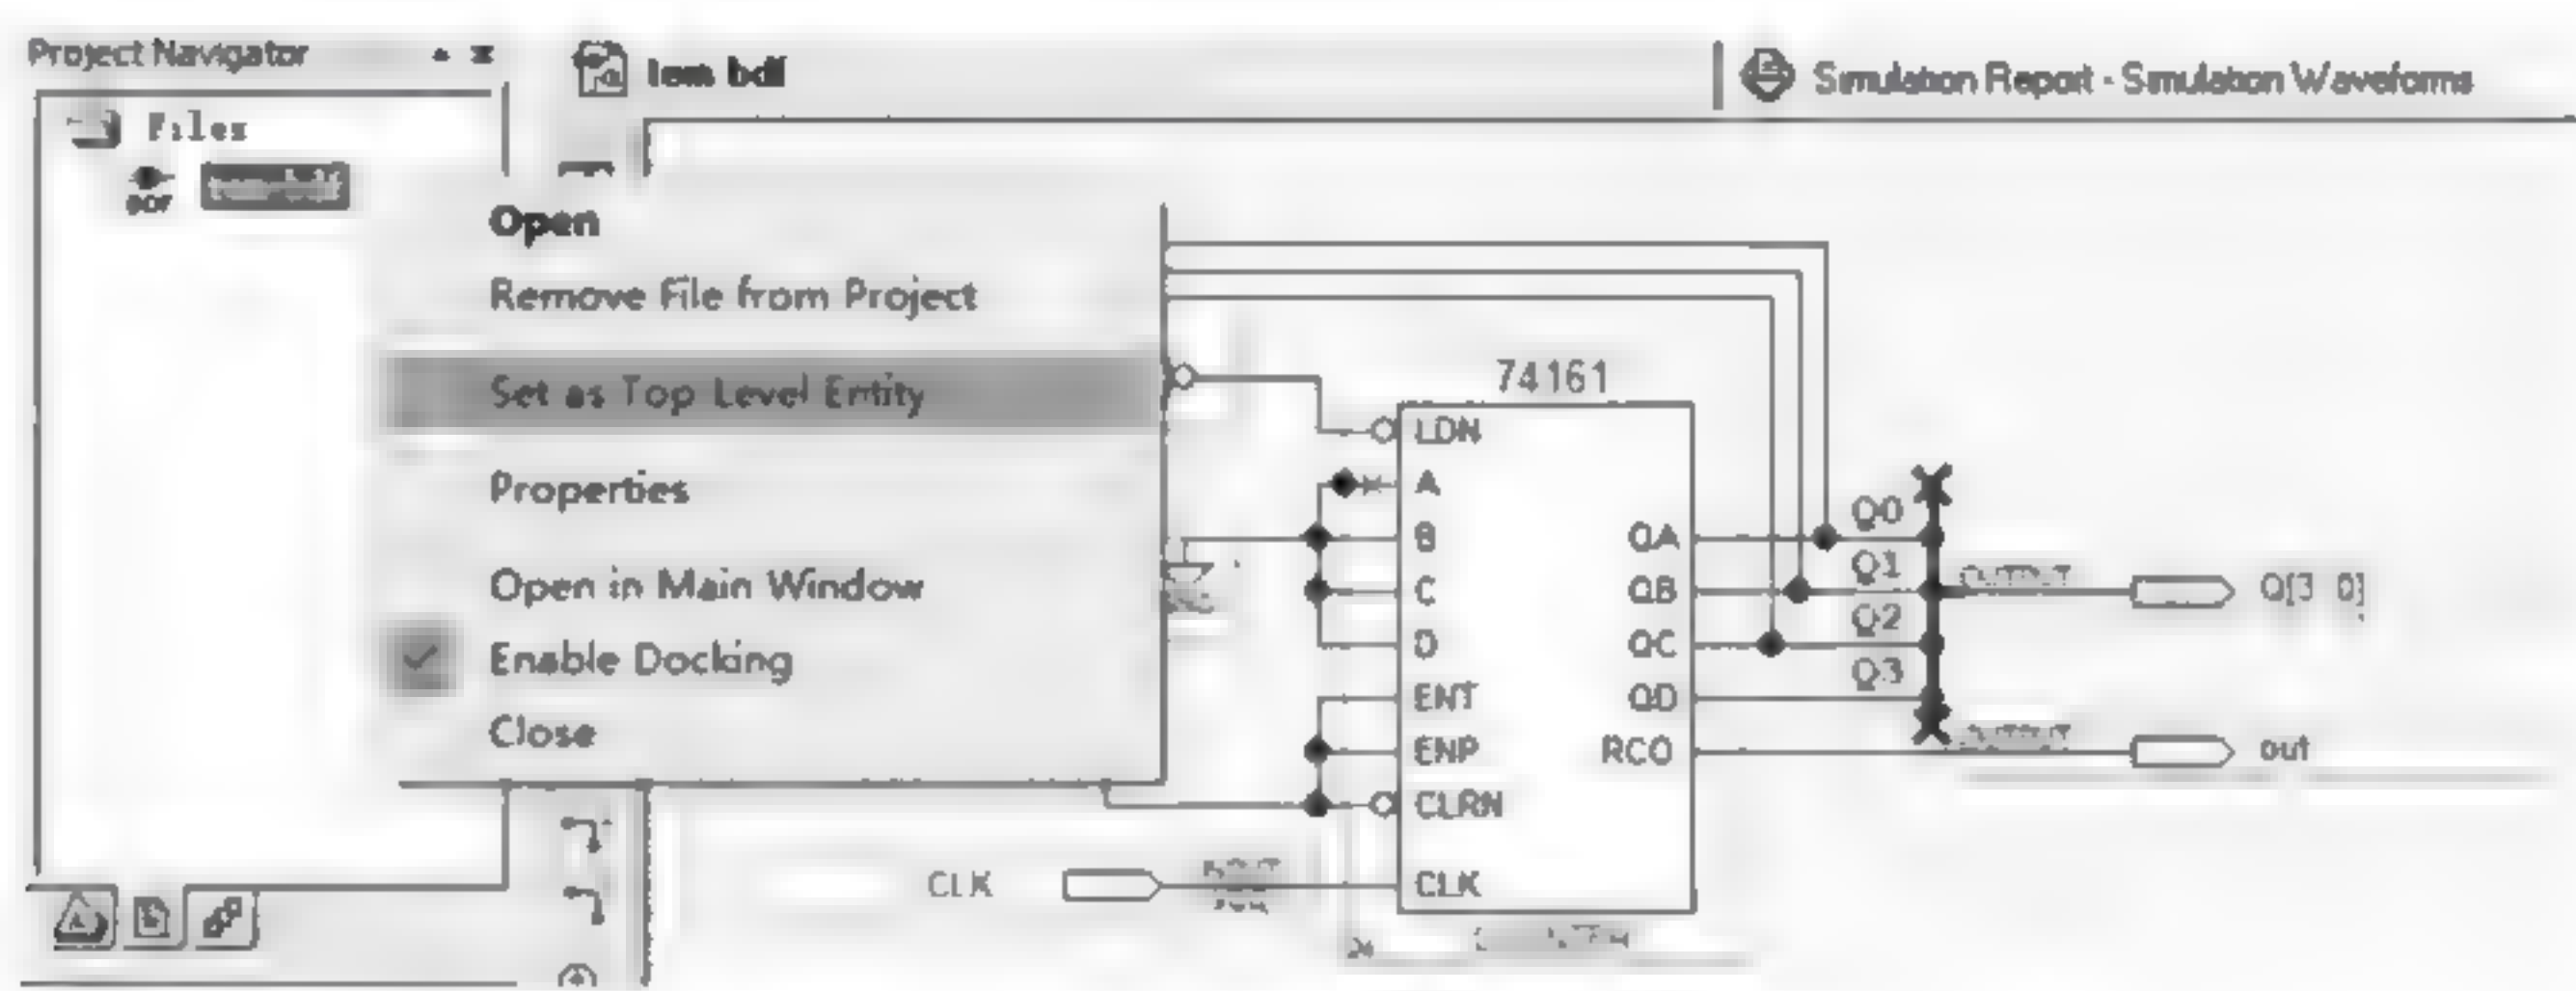 Project Navigator
Simulation Report - Simulation Waveforms
Files
Open
Remove File from Project
Set as Top Level Entity
Properties
Open in Main Window
Enable Docking
Close
74161
LDN
A
B
C
D
ENT
ENP
CLRN
CLK
QA
QB
QC
QD
RCO
Q0
Q1
Q2
Q3
OUTPUT
Q[3 0]
OUTPUT
out
CLK